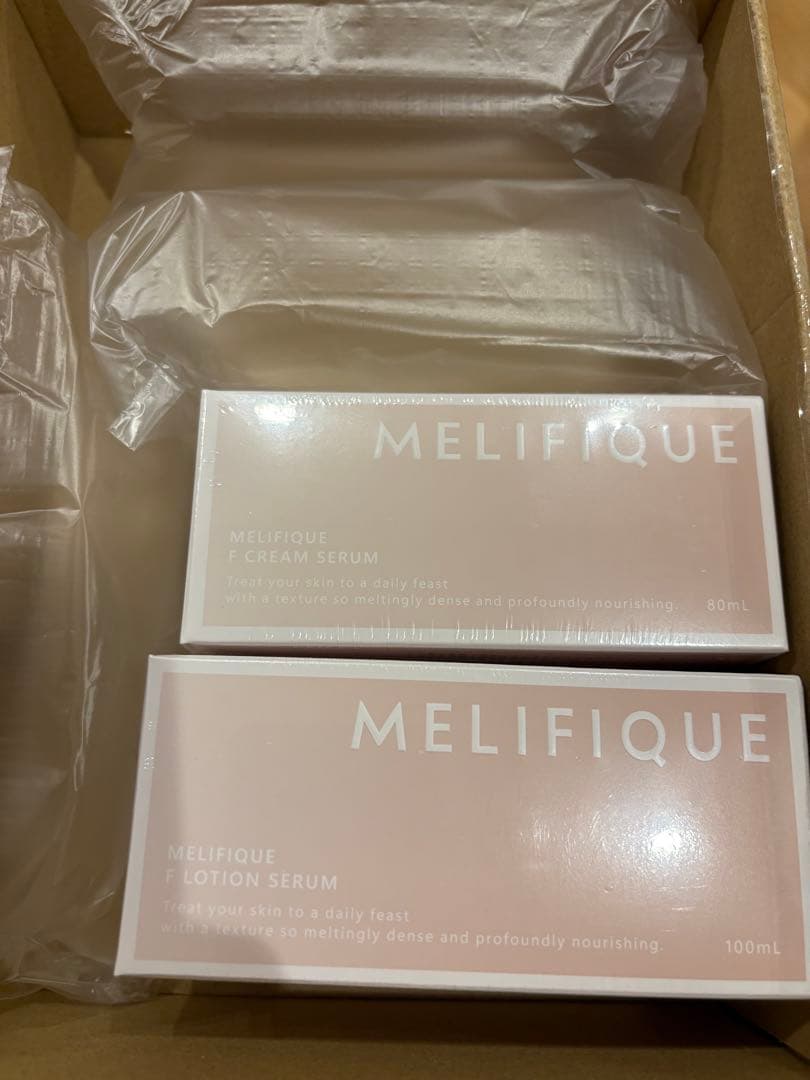 MELIFIQUE
MELIFIQUE
F CREAM SERUM
Treat your skin to a daily feast
with a texture so meltingly dense and profoundly nourishing.
80mL
MELIFIQUE
MELIFIQUE
F LOTION SERUM
Treat your skin to a daily feast
with a texture so meltingly dense and profoundly nourishing.
100mL